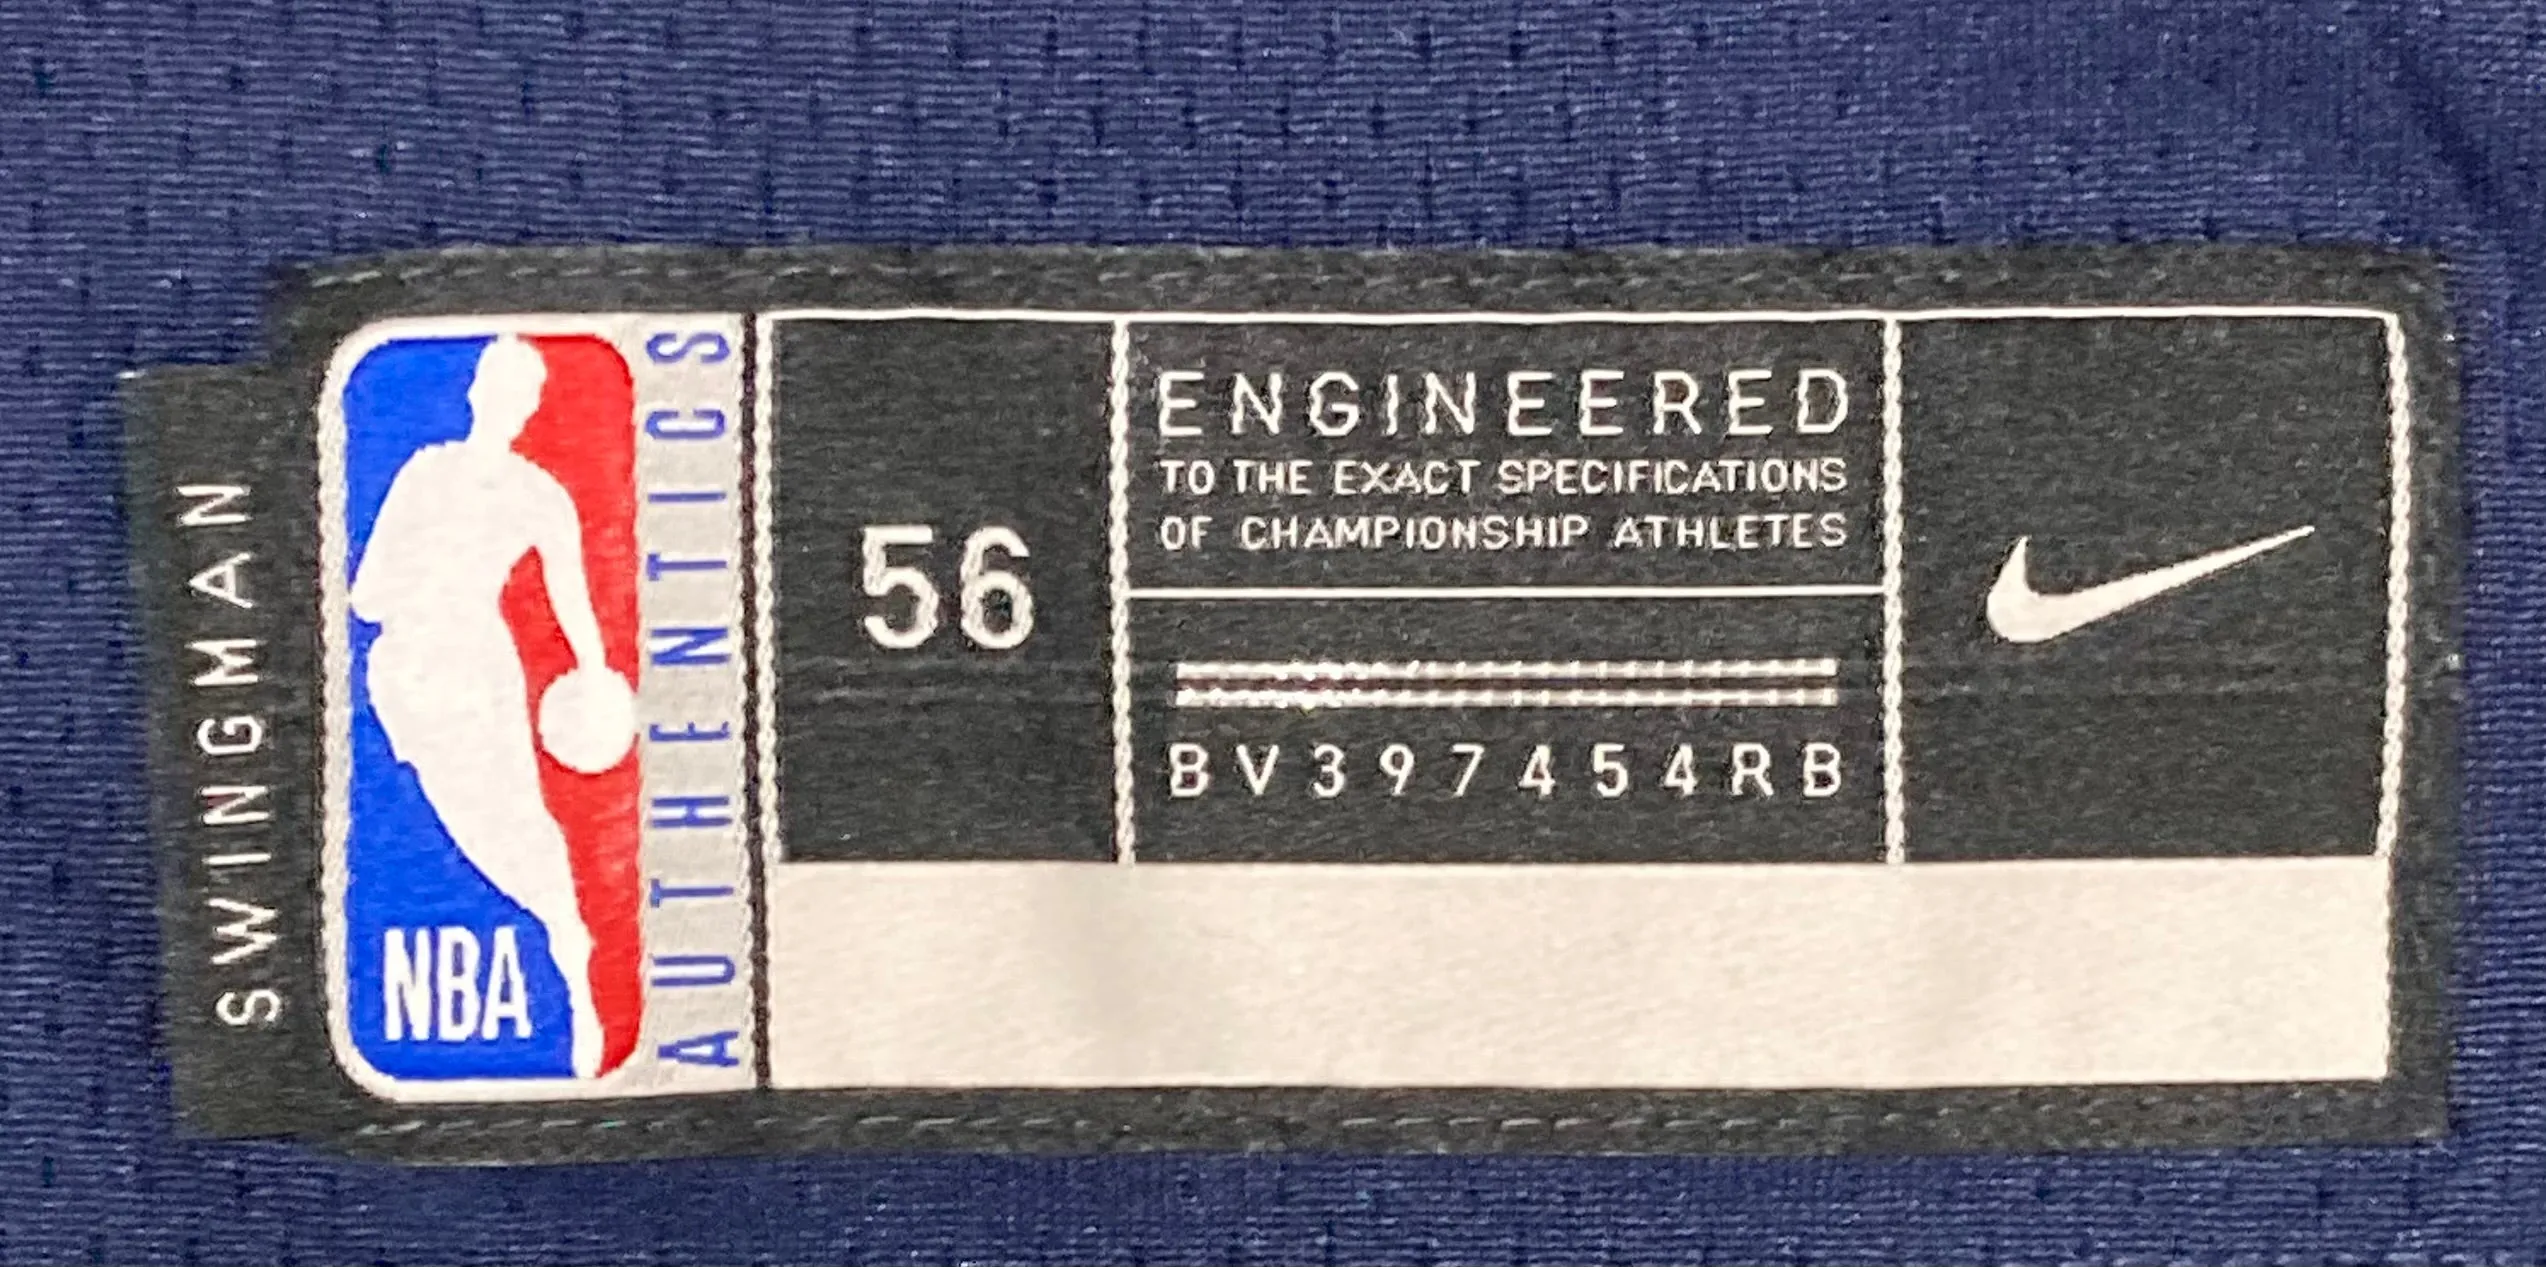 SWINGMAN
NBA
AUTHENTICS
56
ENGINEERED
TO THE EXACT SPECIFICATIONS
OF CHAMPIONSHIP ATHLETES
BV397454RB